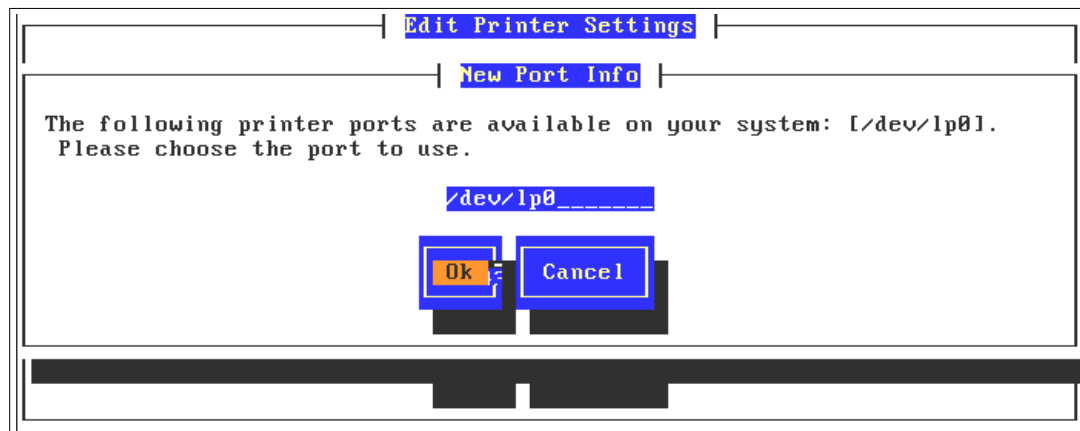 Edit Printer Settings
New Port Info
The following printer ports are available on your system: [/dev/lp0].
Please choose the port to use.
/dev/lp0_______
Ok Cancel